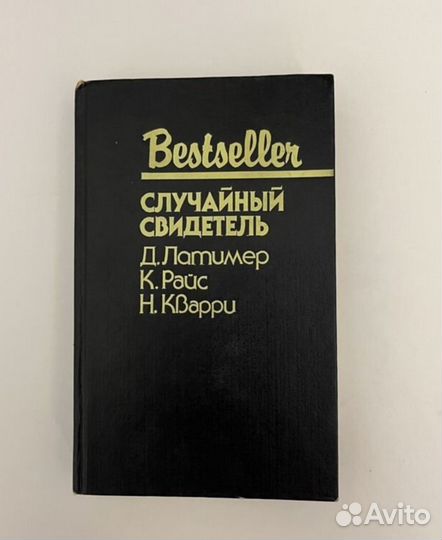 Bestseller
СЛУЧАЙНЫЙ
СВИДЕТЕЛЬ
Д. Латимер
К. Райс
Н. Кварри
Avito